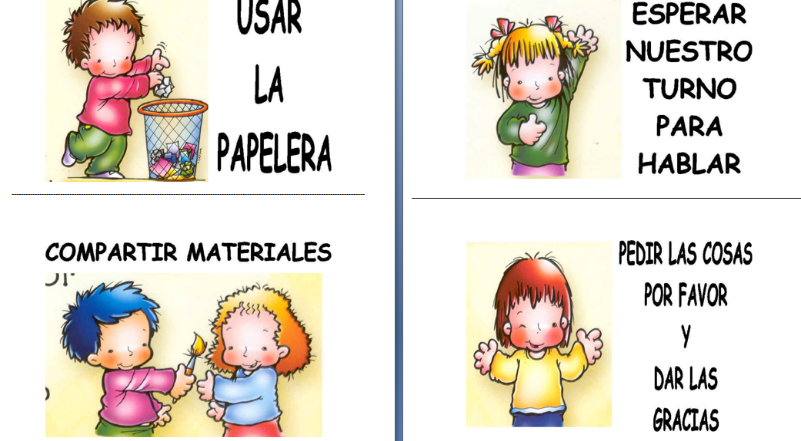 USAR
LA
PAPELERA
ESPERAR
NUESTRO
TURNO
PARA
HABLAR
COMPARTIR MATERIALES
PEDIR LAS COSAS
POR FAVOR
Y
DAR LAS
GRACIAS